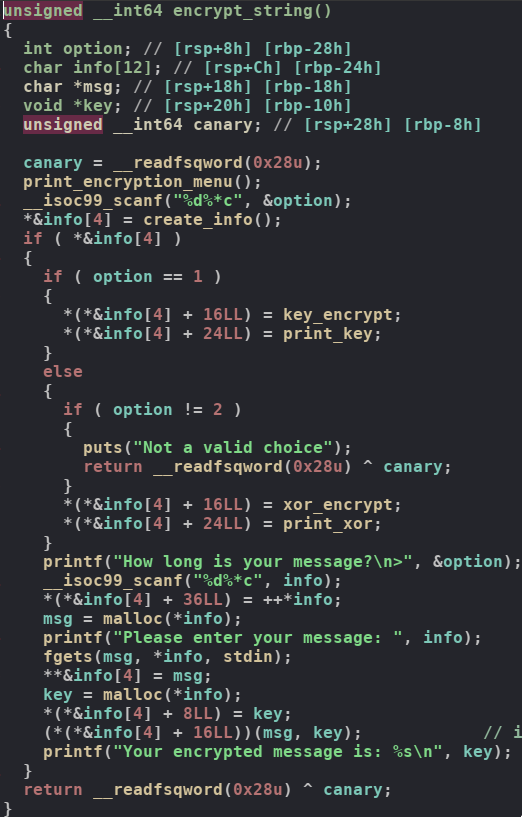 unsigned __int64 encrypt_string()
{
  int option; // [rsp+8h] [rbp-28h]
  char info[12]; // [rsp+Ch] [rbp-24h]
  char *msg; // [rsp+18h] [rbp-18h]
  void *key; // [rsp+20h] [rbp-10h]
  unsigned __int64 canary; // [rsp+28h] [rbp-8h]

  canary = __readfsqword(0x28u);
  print_encryption_menu();
  __isoc99_scanf("%d%*c", &option);
  *&info[4] = create_info();
  if ( *&info[4] )
  {
    if ( option == 1 )
    {
      *(*&info[4] + 16LL) = key_encrypt;
      *(*&info[4] + 24LL) = print_key;
    }
    else
    {
      if ( option != 2 )
      {
        puts("Not a valid choice");
        return __readfsqword(0x28u) ^ canary;
      }
      *(*&info[4] + 16LL) = xor_encrypt;
      *(*&info[4] + 24LL) = print_xor;
    }
    printf("How long is your message?\n>", &option);
    __isoc99_scanf("%d%*c", info);
    *(*&info[4] + 36LL) = ++*info;
    msg = malloc(*info);
    printf("Please enter your message: ", info);
    fgets(msg, *info, stdin);
    **&info[4] = msg;
    key = malloc(*info);
    *(*&info[4] + 8LL) = key;
    (*(*&info[4] + 16LL))(msg, key);            // i
    printf("Your encrypted message is: %s\n", key);
  }
  return __readfsqword(0x28u) ^ canary;
}